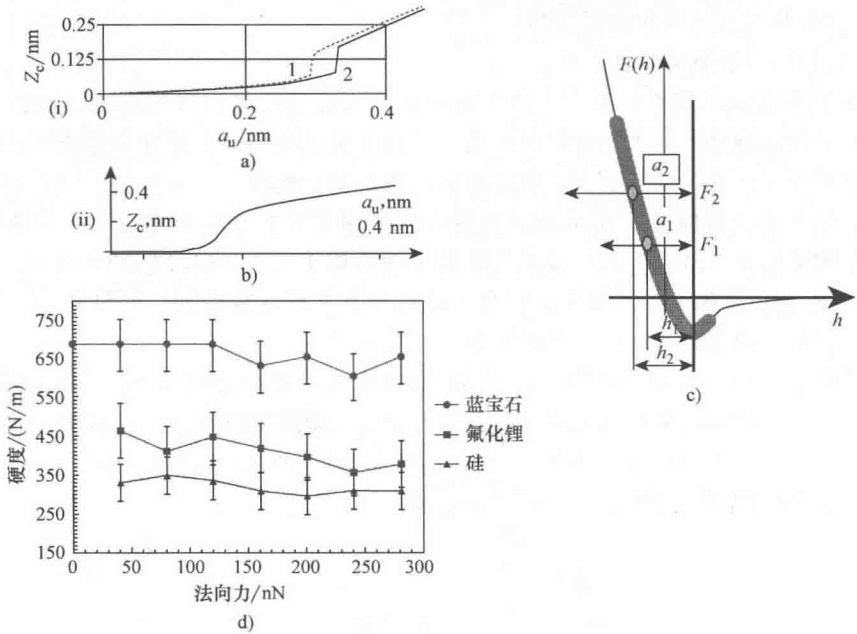 0.25
0.125
0
Z_c/nm
1
2
0
0.2
0.4
(i)
a_u/nm
a)
0.4
(ii)
Z_c,nm
a_u,nm
0.4 nm
b)
F(h)
a_2
F_2
a_1
F_1
h
h_1
h_2
c)
750
650
550
450
350
250
150
硬度/(N/m)
蓝宝石
氟化锂
硅
0
50
100
150
200
250
300
法向力/nN
d)